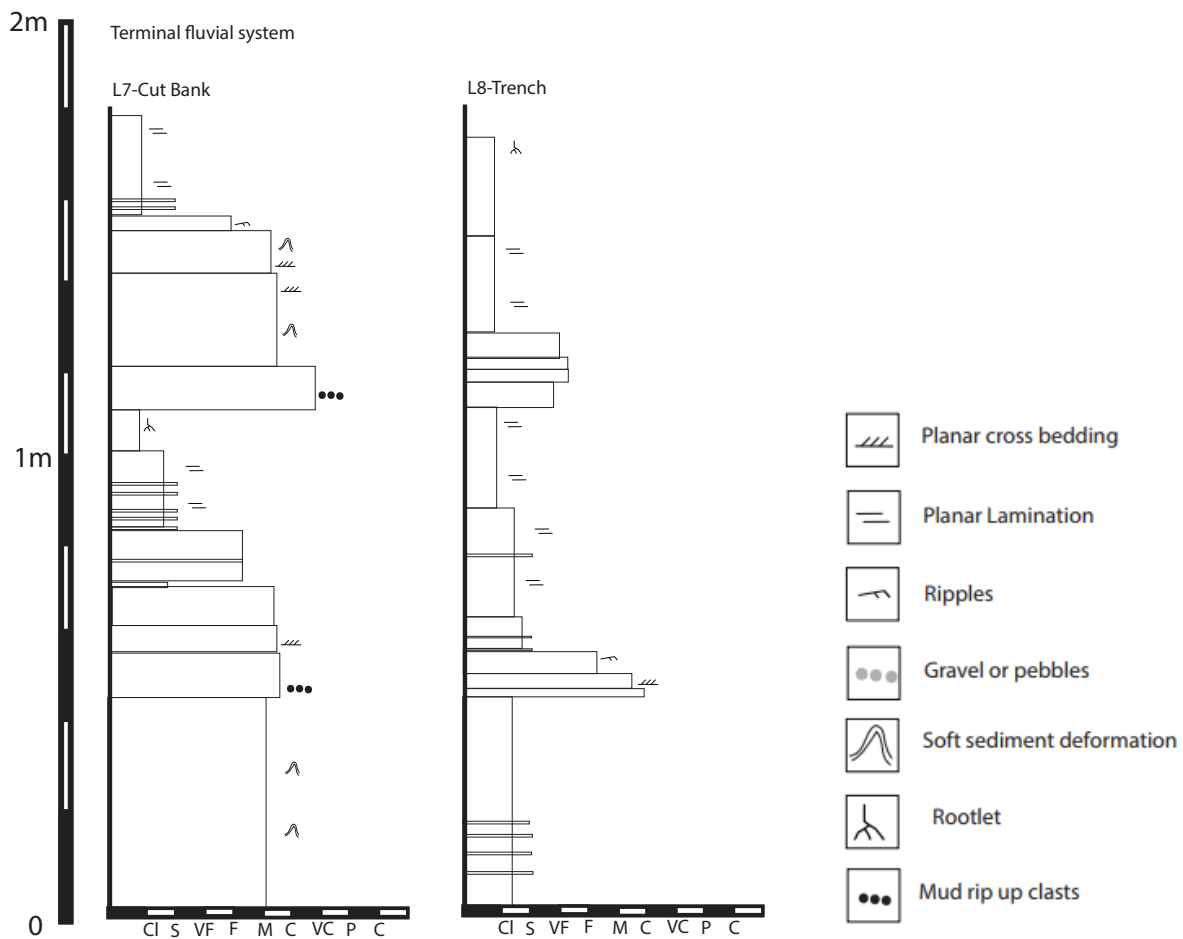 2m
Terminal fluvial system
L7-Cut Bank
L8-Trench
1m
0
Cl S VF F M C VC P C
Cl S VF F M C VC P C
Planar cross bedding
Planar Lamination
Ripples
Gravel or pebbles
Soft sediment deformation
Rootlet
Mud rip up clasts